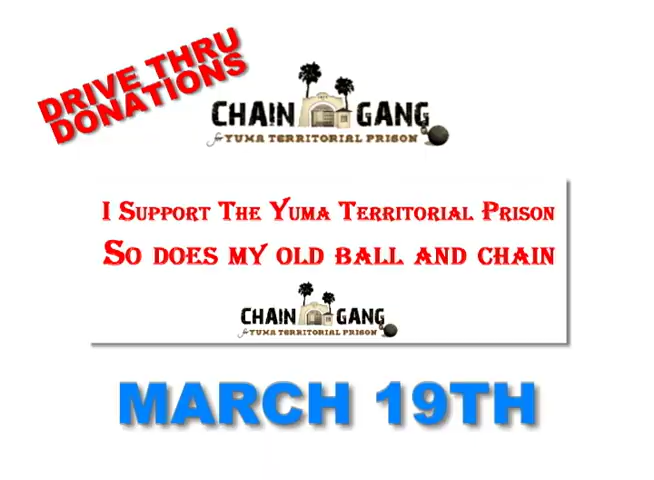 DRIVE THRU
DONATIONS
CHAIN GANG
for YUMA TERRITORIAL PRISON
I SUPPORT THE YUMA TERRITORIAL PRISON
SO DOES MY OLD BALL AND CHAIN
CHAIN GANG
for YUMA TERRITORIAL PRISON
MARCH 19TH